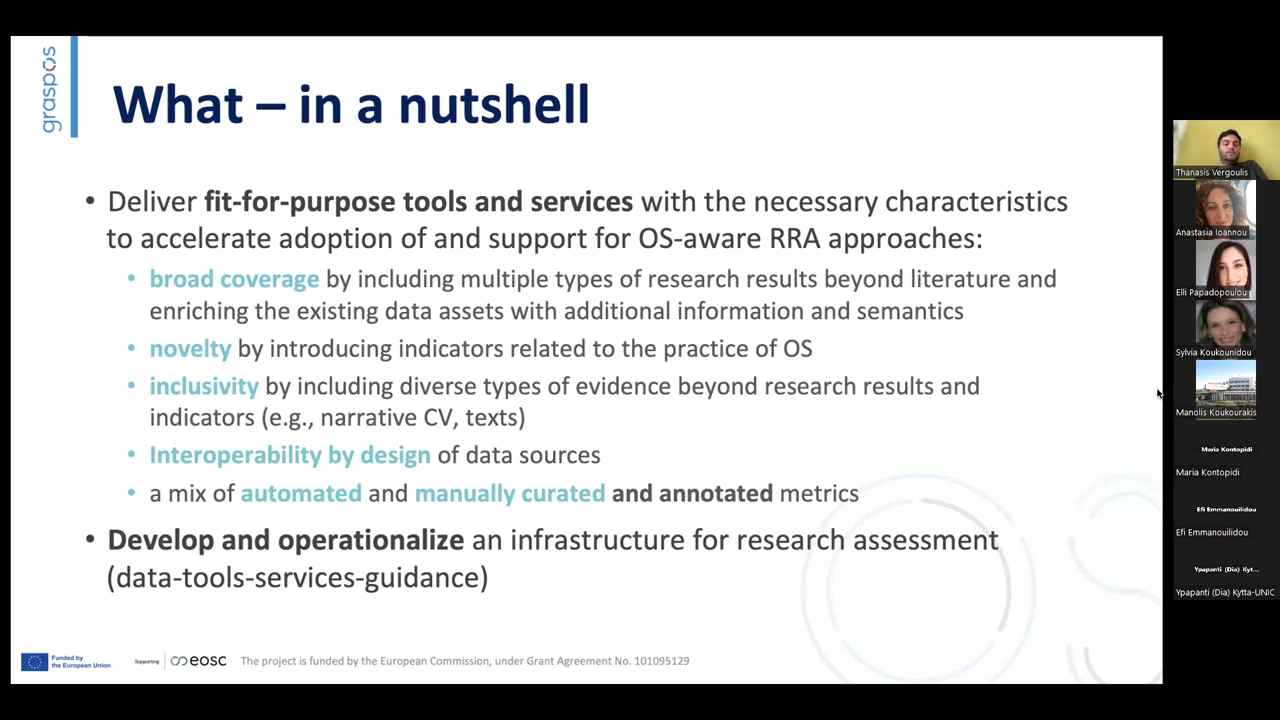 graspos
What – in a nutshell
• Deliver fit-for-purpose tools and services with the necessary characteristics
to accelerate adoption of and support for OS-aware RRA approaches:
• broad coverage by including multiple types of research results beyond literature and
enriching the existing data assets with additional information and semantics
• novelty by introducing indicators related to the practice of OS
• inclusivity by including diverse types of evidence beyond research results and
indicators (e.g., narrative CV, texts)
• Interoperability by design of data sources
• a mix of automated and manually curated and annotated metrics
• Develop and operationalize an infrastructure for research assessment
(data-tools-services-guidance)
OS
Funded by
the European Union
Supporting
eosc
The project is funded by the European Commission, under Grant Agreement No. 101095129
Thanasis Vergoulis
Anastasia Ioannou
Elli Papadopoulou
Sylvia Koukounidou
Manolis Koukourakis
Maria Kontopidi
Maria Kontopidi
Efi Emmanouilidou
Efi Emmanouilidou
Ypapanti (Dia) Kyt...
Ypapanti (Dia) Kytta-UNIC